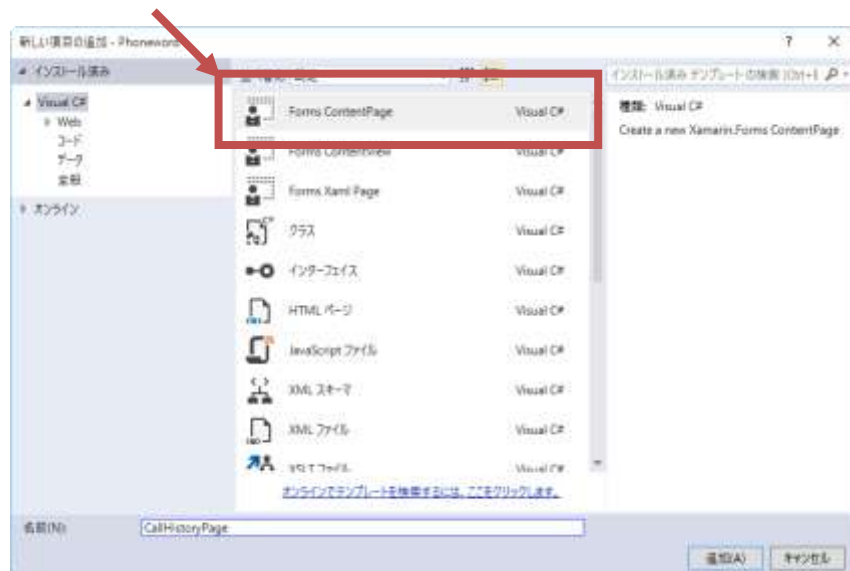 新しい項目の追加 - Phoneword
? ×
インストール済み
Visual C#
Web
コード
データ
全般
オンライン
インストール済み テンプレートの検索 (Ctrl+E
Forms ContentPage Visual C#
Forms ContentView Visual C#
Forms Xaml Page Visual C#
クラス Visual C#
インターフェイス Visual C#
HTML ページ Visual C#
JavaScript ファイル Visual C#
XML スキーマ Visual C#
XML ファイル Visual C#
XSLT ファイル Visual C#
オンラインでテンプレートを検索するには、ここをクリックします。
種類: Visual C#
Create a new Xamarin.Forms ContentPage
名前(N): CallHistoryPage
追加(A) キャンセル